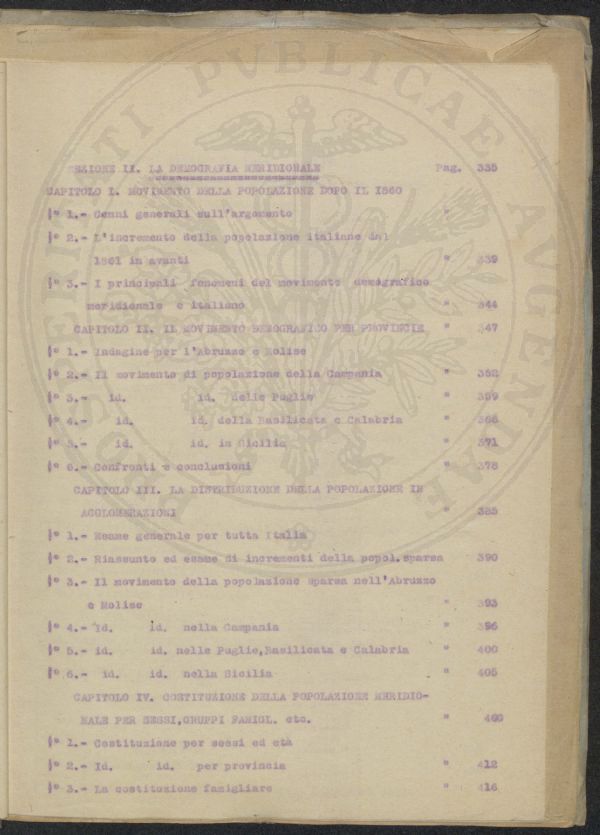 PROSPERITATI PVBLICAE AVGENDAE
SEZIONE II. LA DEMOGRAFIA MERIDIONALE Pag. 335
CAPITOLO I. MOVIMENTO DELLA POPOLAZIONE DOPO IL 1860
§° 1.- Cenni generali sull'argomento "
§° 2.- L'incremento della popolazione italiana dal
1861 in avanti " 339
§° 3.- I principali fenomeni del movimento demografico
meridionale e italiano " 344
CAPITOLO II. IL MOVIMENTO DEMOGRAFICO PER PROVINCIE " 347
§° 1.- Indagine per l'Abruzzo e Molise
§° 2.- Il movimento di popolazione della Campania " 352
§° 3.- id. id. delle Puglie " 359
§° 4.- id. id. della Basilicata e Calabria " 366
§° 5.- id. id. in Sicilia " 371
§° 6.- Confronti e conclusioni " 378
CAPITOLO III. LA DISTRIBUZIONE DELLA POPOLAZIONE IN
AGGLOMERAZIONI " 385
§° 1.- Esame generale per tutta Italia
§° 2.- Riassunto ed esame di incrementi della popol.sparsa 390
§° 3.- Il movimento della popolazione sparsa nell'Abruzzo
e Molise " 393
§° 4.- id. id. nella Campania " 396
§° 5.- id. id. nelle Puglie,Basilicata e Calabria " 400
§° 6.- id. id. nella Sicilia " 405
CAPITOLO IV. COSTITUZIONE DELLA POPOLAZIONE MERIDIO-
NALE PER SESSI,GRUPPI FAMIGL. etc. " 400
§° 1.- Costituzione per sessi ed età
§° 2.- Id. id. per provincia " 412
§° 3.- La costituzione famigliare " 416